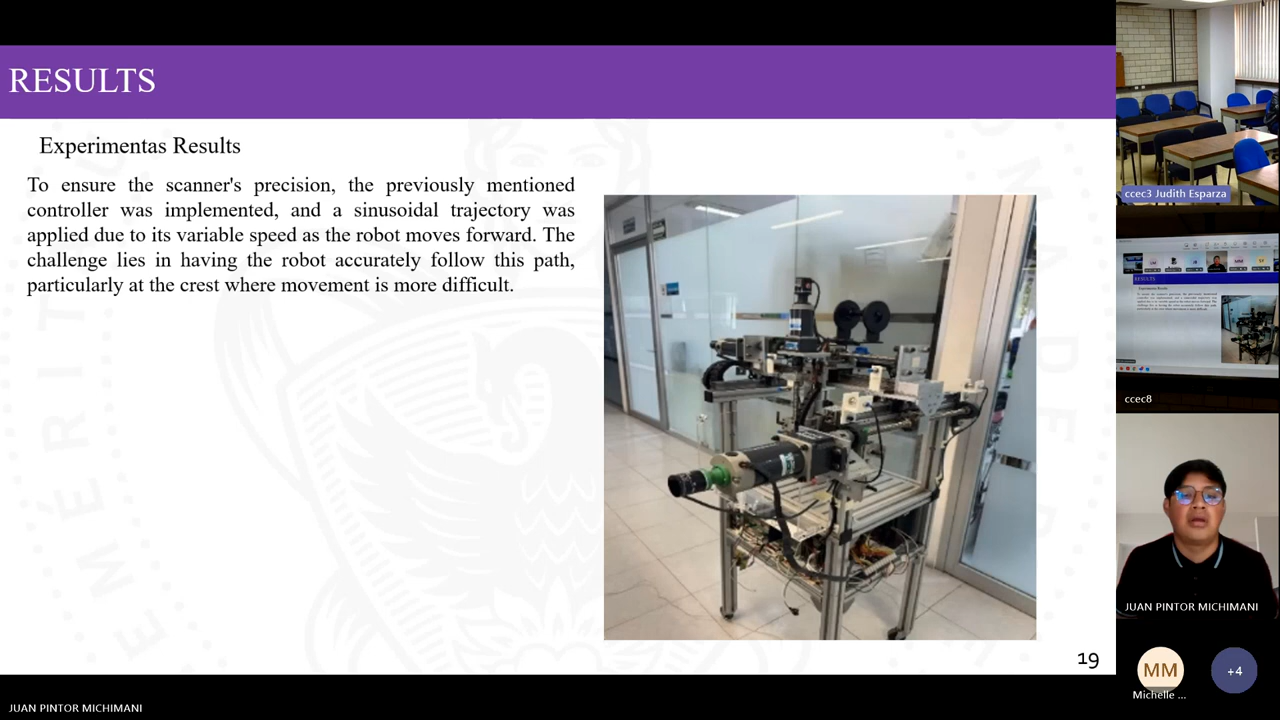 RESULTS
Experimentas Results
To ensure the scanner's precision, the previously mentioned
controller was implemented, and a sinusoidal trajectory was
applied due to its variable speed as the robot moves forward. The
challenge lies in having the robot accurately follow this path,
particularly at the crest where movement is more difficult.
19
JUAN PINTOR MICHIMANI
ccec3 Judith Esparza
RESULTS
ccec8
JUAN PINTOR MICHIMANI
MM
Michelle ...
+4